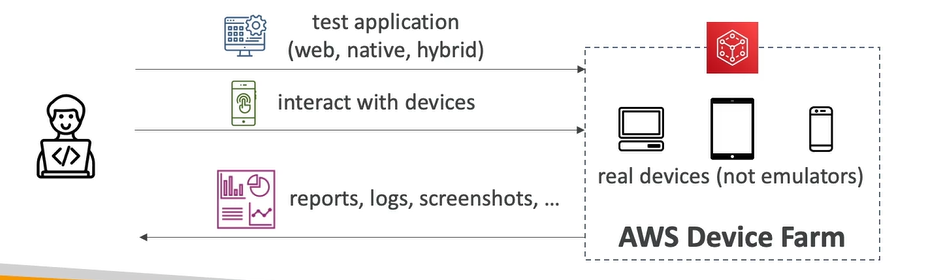 test application
(web, native, hybrid)
interact with devices
reports, logs, screenshots, ...
real devices (not emulators)
AWS Device Farm
</>